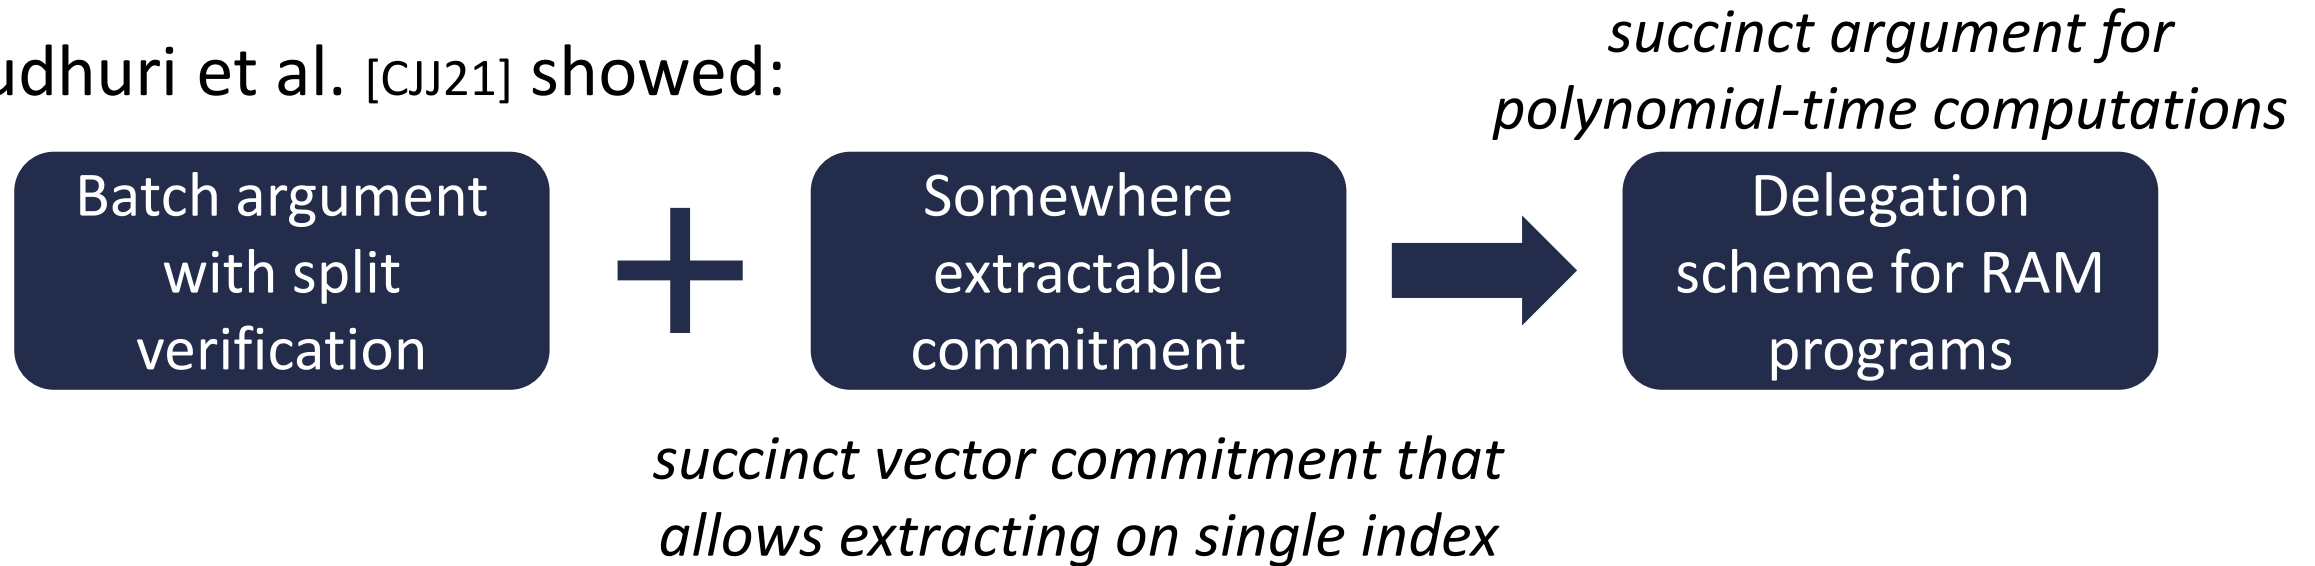 udhuri et al. [CJJ21] showed:
succinct argument for
polynomial-time computations
Batch argument
with split
verification
Somewhere
extractable
commitment
Delegation
scheme for RAM
programs
succinct vector commitment that
allows extracting on single index